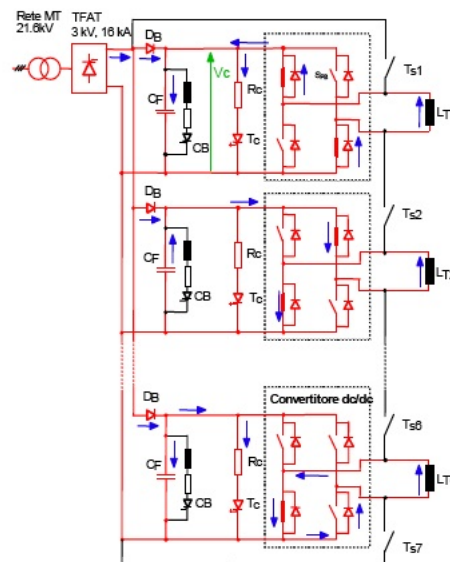 Rete MT
21.6kV
TFAT
3 kV, 16 kA
DB
Vc
CF
CB
RC
TC
Ts1
LT
DB
CF
CB
RC
TC
Ts2
LT
DB
Convertitore dc/dc
CF
CB
RC
TC
Ts6
LT
Ts7